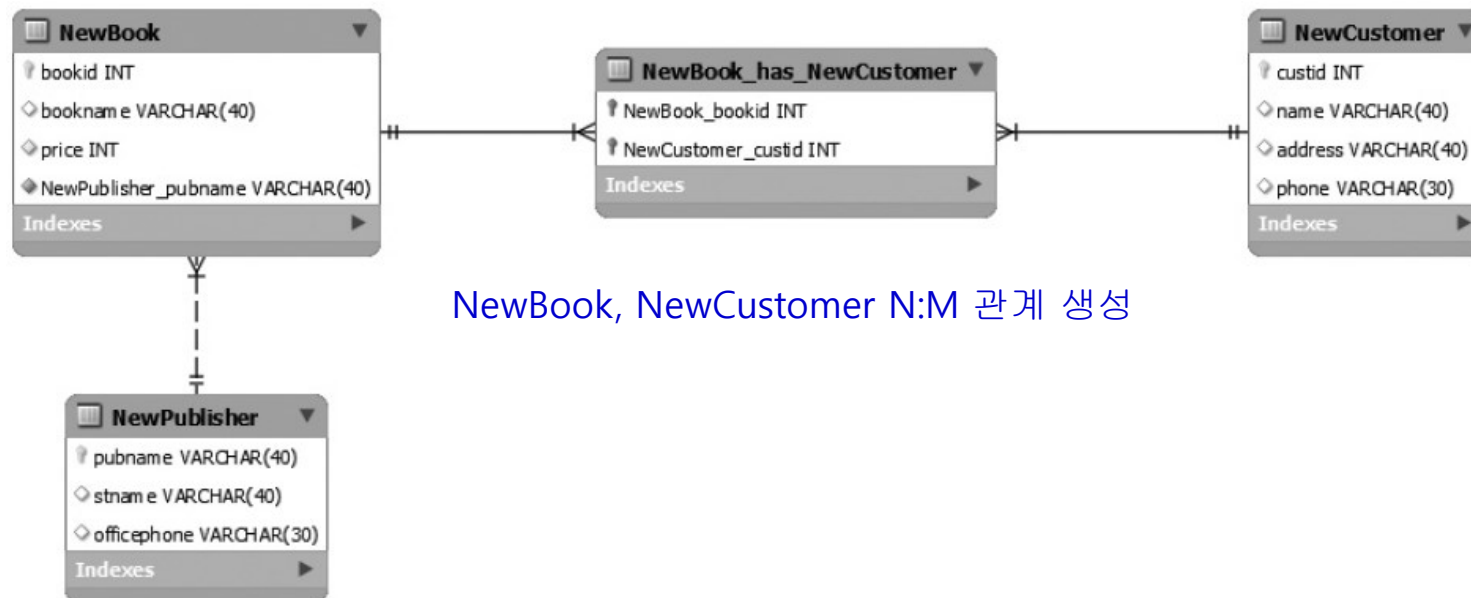 NewBook
bookid INT
bookname VARCHAR(40)
price INT
NewPublisher_pubname VARCHAR(40)
Indexes
NewBook_has_NewCustomer
NewBook_bookid INT
NewCustomer_custid INT
Indexes
NewCustomer
custid INT
name VARCHAR(40)
address VARCHAR(40)
phone VARCHAR(30)
Indexes
NewBook, NewCustomer N:M 관계 생성
NewPublisher
pubname VARCHAR(40)
stname VARCHAR(40)
officephone VARCHAR(30)
Indexes